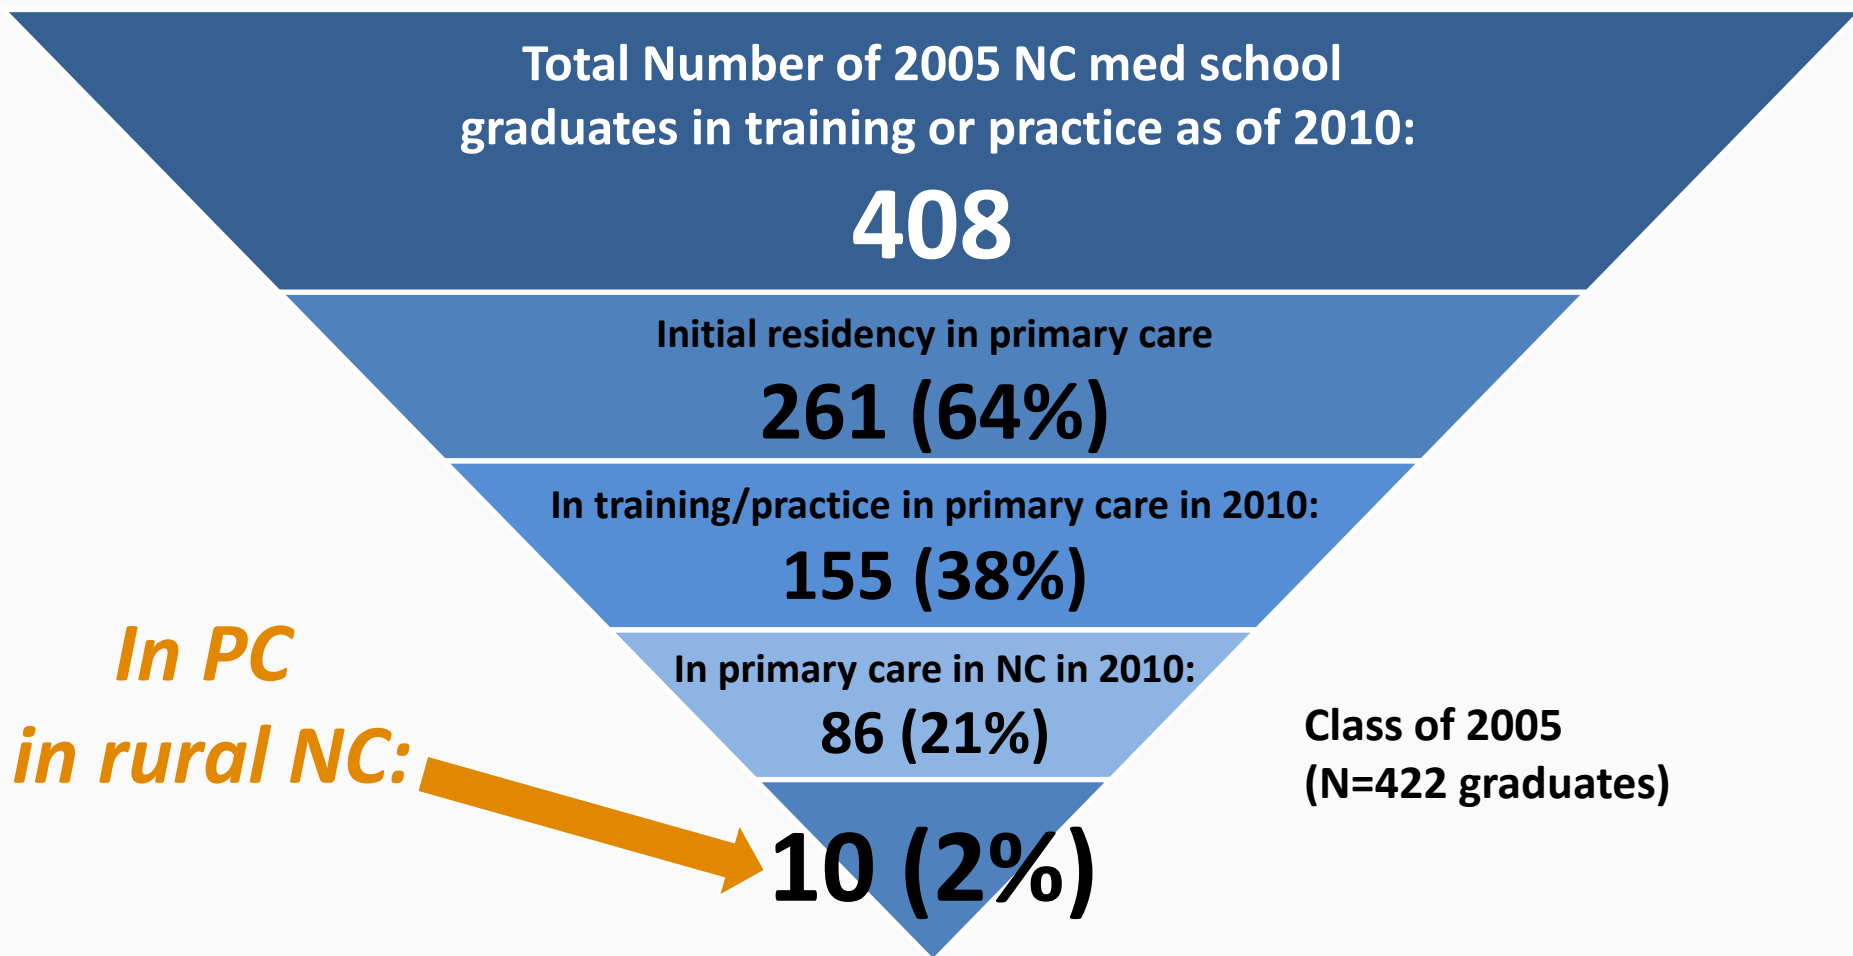 Total Number of 2005 NC med school
graduates in training or practice as of 2010:
408
Initial residency in primary care
261 (64%)
In training/practice in primary care in 2010:
155 (38%)
In primary care in NC in 2010:
86 (21%)
In PC
in rural NC:
10 (2%)
Class of 2005
(N=422 graduates)